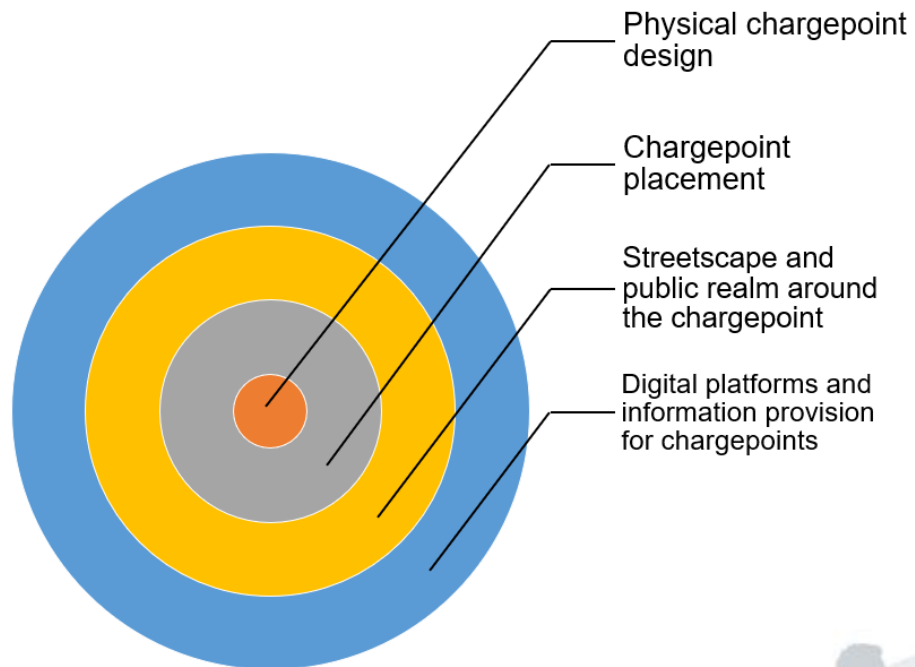 Physical chargepoint
design
Chargepoint
placement
Streetscape and
public realm around
the chargepoint
Digital platforms and
information provision
for chargepoints